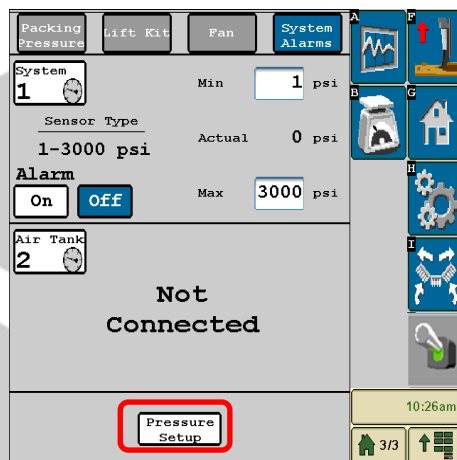 Packing Pressure
Lift Kit
Fan
System Alarms
A
F
System
1
Min
1 psi
Sensor Type
1-3000 psi
Actual
0 psi
B
G
Alarm
On
Off
Max
3000 psi
H
Air Tank
2
I
Not
Connected
Pressure
Setup
10:26am
3/3